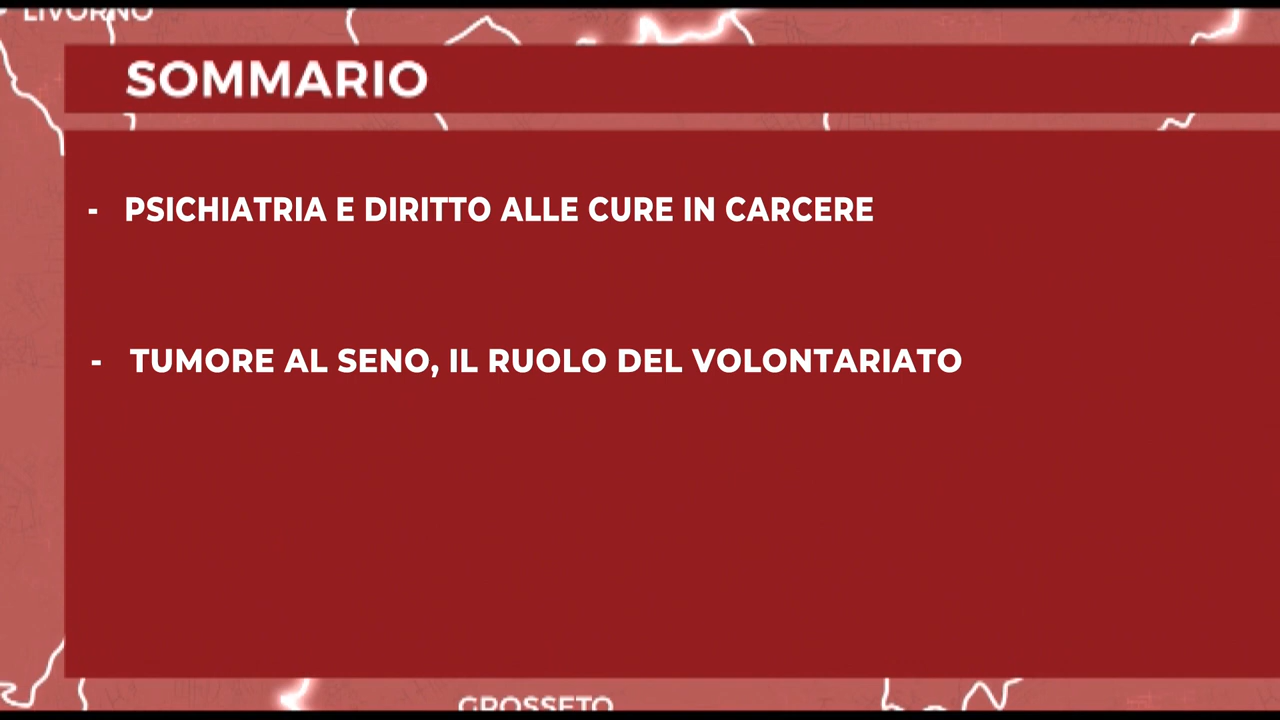 LIVORNO
SOMMARIO
- PSICHIATRIA E DIRITTO ALLE CURE IN CARCERE
- TUMORE AL SENO, IL RUOLO DEL VOLONTARIATO
GROSSETO